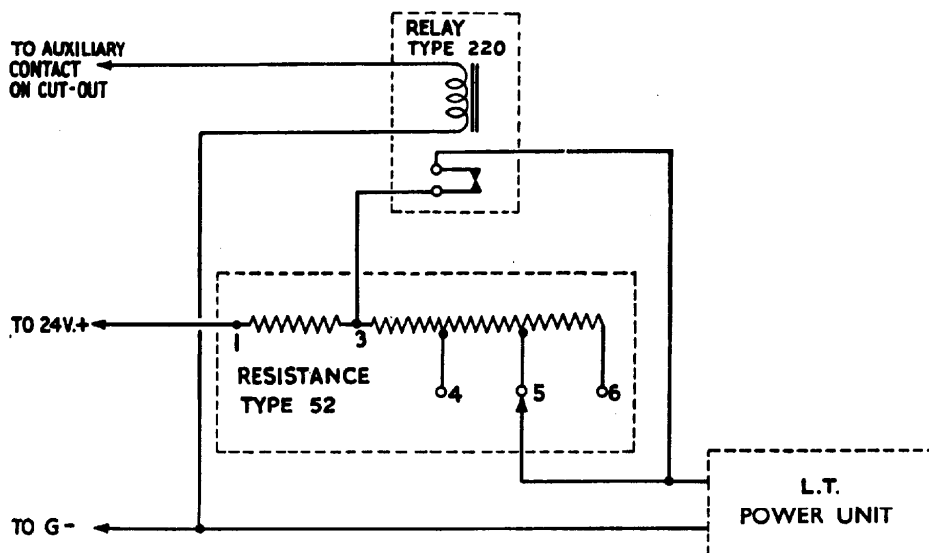 RELAY
TYPE 220
TO AUXILIARY
CONTACT
ON CUT-OUT
TO 24V.+
1
3
4
5
6
RESISTANCE
TYPE 52
L.T.
POWER UNIT
TO G-